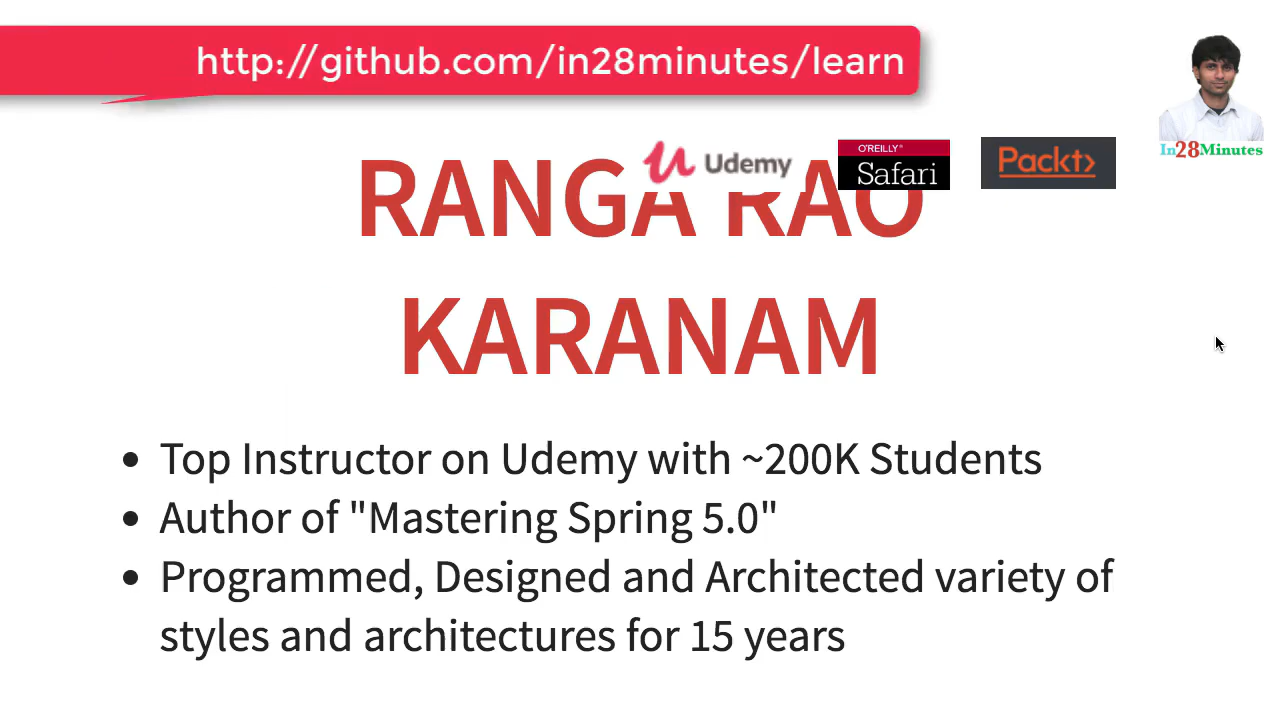 http://github.com/in28minutes/learn
In28Minutes
Udemy
O'REILLY®
Safari
Packt>
RANGA RAO
KARANAM
• Top Instructor on Udemy with ~200K Students
• Author of "Mastering Spring 5.0"
• Programmed, Designed and Architected variety of
styles and architectures for 15 years